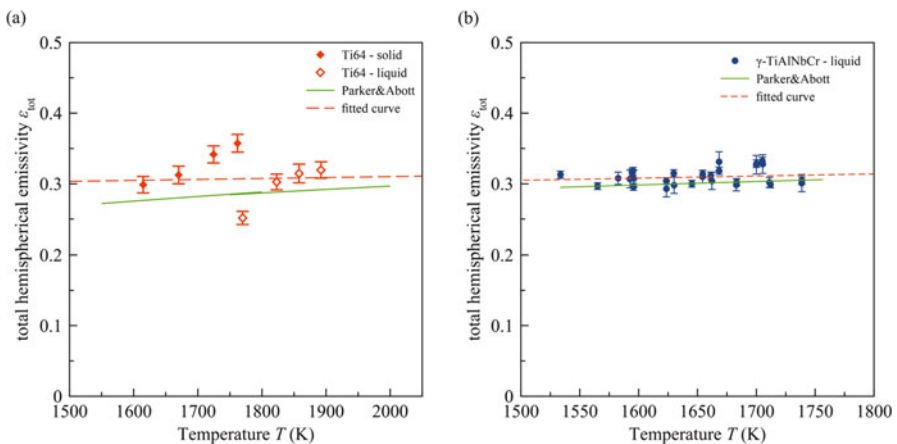 (a)
0.5
0.4
0.3
0.2
0.1
0
total hemispherical emissivity εtot
Ti64 - solid
Ti64 - liquid
Parker&Abott
fitted curve
1500 1600 1700 1800 1900 2000
Temperature T (K)
(b)
0.5
0.4
0.3
0.2
0.1
0
total hemispherical emissivity εtot
γ-TiAlNbCr - liquid
Parker&Abott
fitted curve
1500 1550 1600 1650 1700 1750 1800
Temperature T (K)